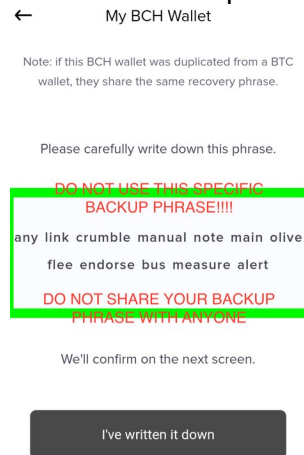 My BCH Wallet
Note: if this BCH wallet was duplicated from a BTC
wallet, they share the same recovery phrase.
Please carefully write down this phrase.
DO NOT USE THIS SPECIFIC
BACKUP PHRASE!!!!
any link crumble manual note main olive
flee endorse bus measure alert
DO NOT SHARE YOUR BACKUP
PHRASE WITH ANYONE
We'll confirm on the next screen.
I've written it down